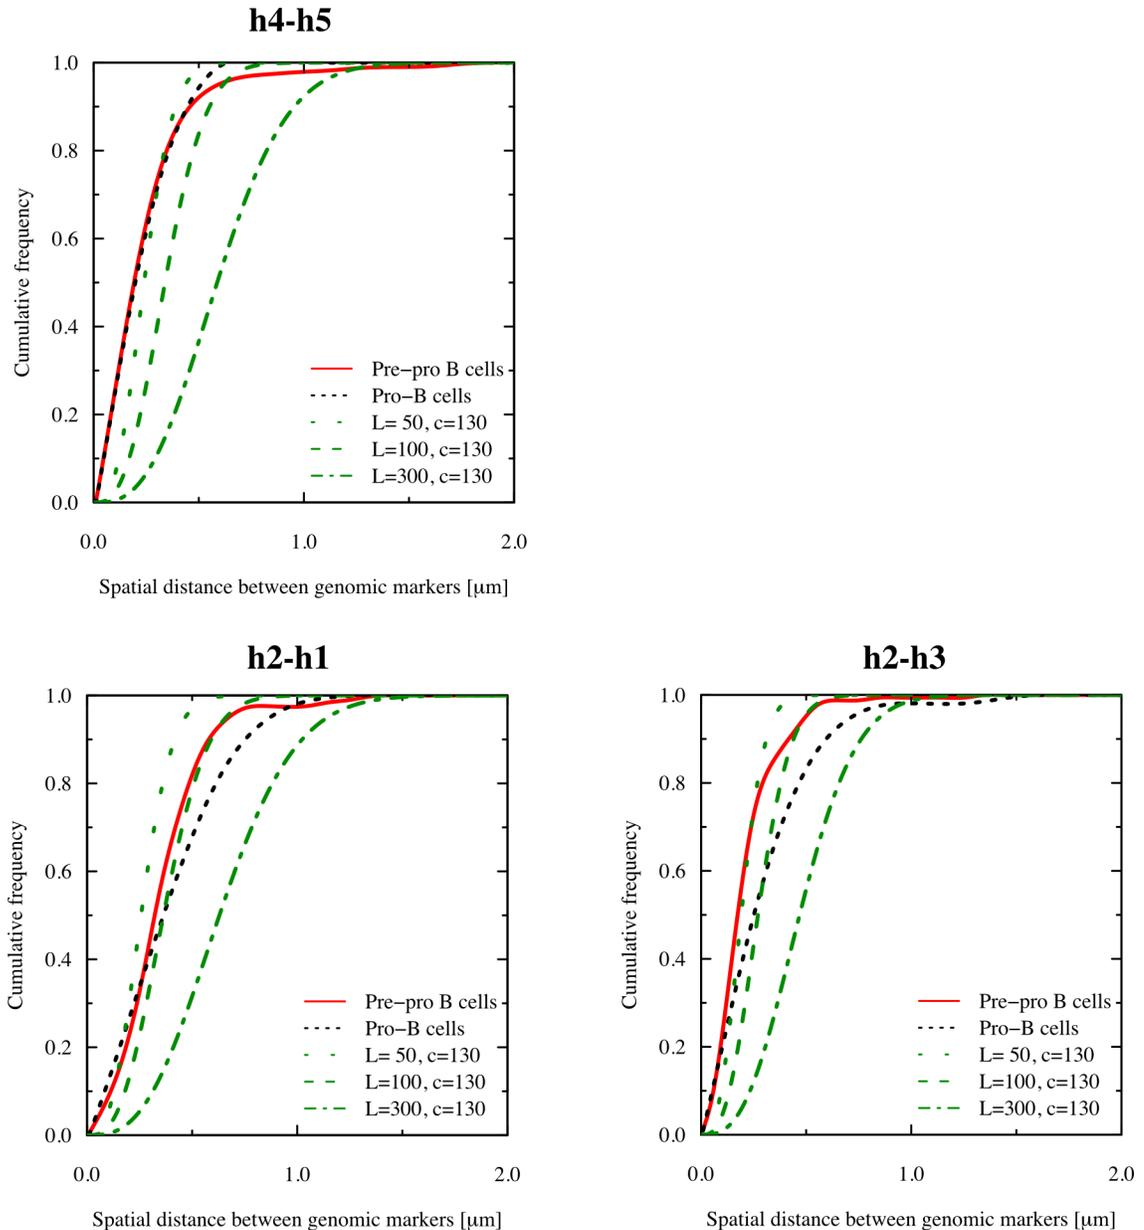 h4-h5
1.0
0.8
0.6
0.4
0.2
0.0
Cumulative frequency
Pre−pro B cells
Pro−B cells
L= 50, c=130
L=100, c=130
L=300, c=130
0.0 1.0 2.0
Spatial distance between genomic markers [μm]
h2-h1
1.0
0.8
0.6
0.4
0.2
0.0
Cumulative frequency
Pre−pro B cells
Pro−B cells
L= 50, c=130
L=100, c=130
L=300, c=130
0.0 1.0 2.0
Spatial distance between genomic markers [μm]
h2-h3
1.0
0.8
0.6
0.4
0.2
0.0
Cumulative frequency
Pre−pro B cells
Pro−B cells
L= 50, c=130
L=100, c=130
L=300, c=130
0.0 1.0 2.0
Spatial distance between genomic markers [μm]